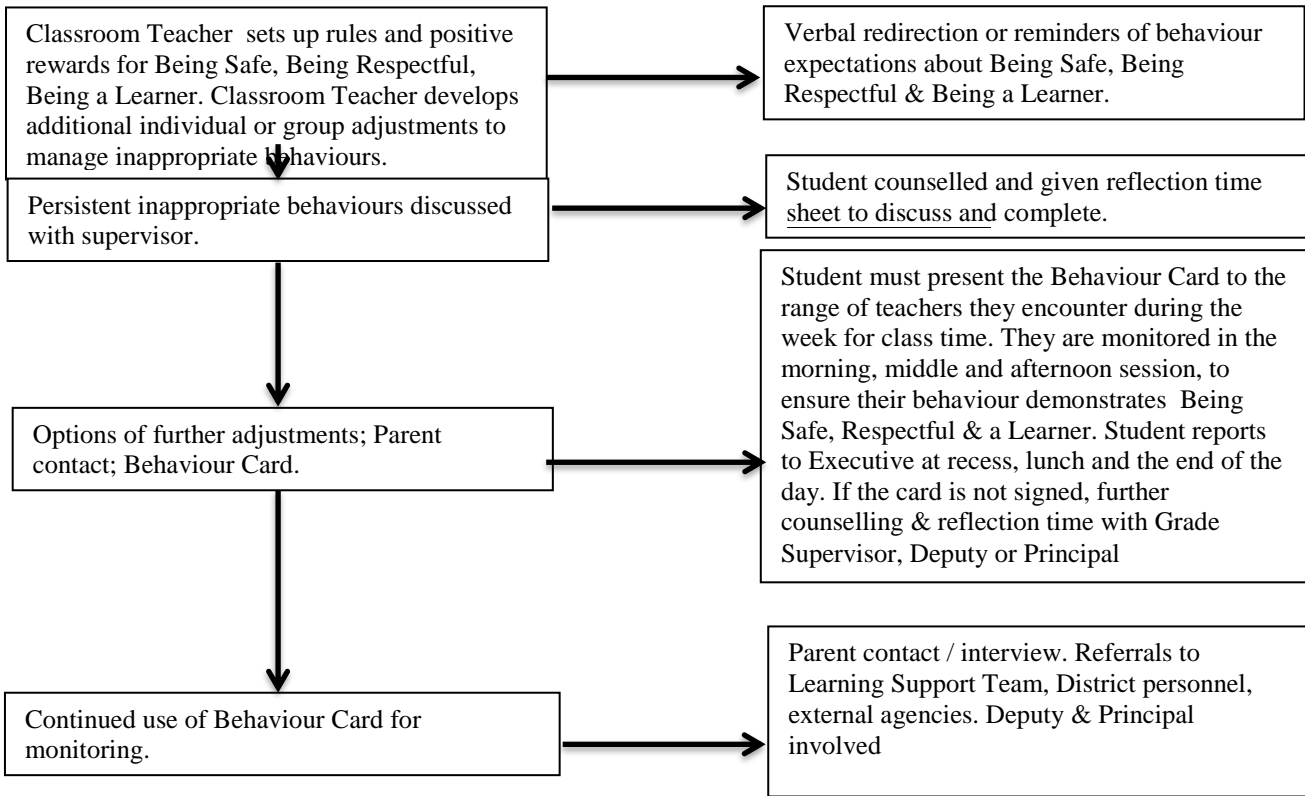 Classroom Teacher sets up rules and positive
rewards for Being Safe, Being Respectful,
Being a Learner. Classroom Teacher develops
additional individual or group adjustments to
manage inappropriate behaviours.
Verbal redirection or reminders of behaviour
expectations about Being Safe, Being
Respectful & Being a Learner.
Persistent inappropriate behaviours discussed
with supervisor.
Student counselled and given reflection time
sheet to discuss and complete.
Options of further adjustments; Parent
contact; Behaviour Card.
Student must present the Behaviour Card to the
range of teachers they encounter during the
week for class time. They are monitored in the
morning, middle and afternoon session, to
ensure their behaviour demonstrates Being
Safe, Respectful & a Learner. Student reports
to Executive at recess, lunch and the end of the
day. If the card is not signed, further
counselling & reflection time with Grade
Supervisor, Deputy or Principal
Continued use of Behaviour Card for
monitoring.
Parent contact / interview. Referrals to
Learning Support Team, District personnel,
external agencies. Deputy & Principal
involved